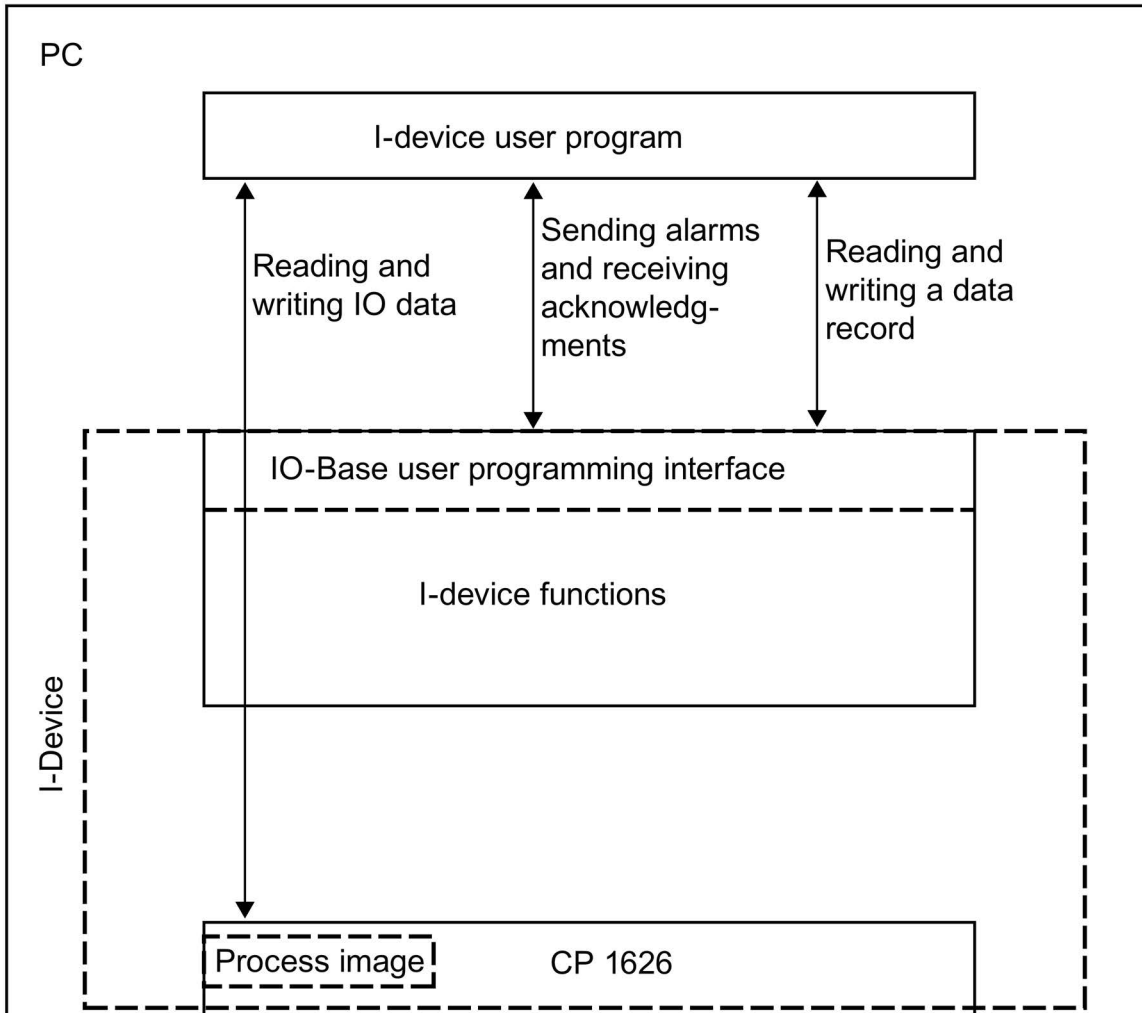 PC
I-device user program
Reading and
writing IO data
Sending alarms
and receiving
acknowledg-
ments
Reading and
writing a data
record
IO-Base user programming interface
I-device functions
I-Device
Process image
CP 1626